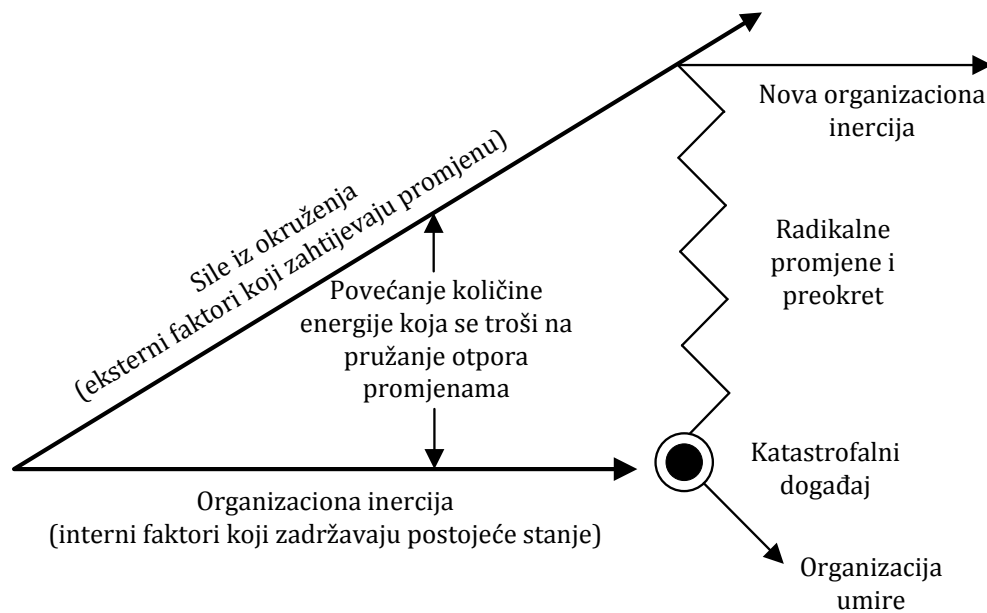 Nova organizaciona
inercija
Sile iz okruženja
(eksterni faktori koji zahtijevaju promjenu)
Radikalne
promjene i
preokret
Povećanje količine
energije koja se troši na
pružanje otpora
promjenama
Katastrofalni
događaj
Organizaciona inercija
(interni faktori koji zadržavaju postojeće stanje)
Organizacija
umire